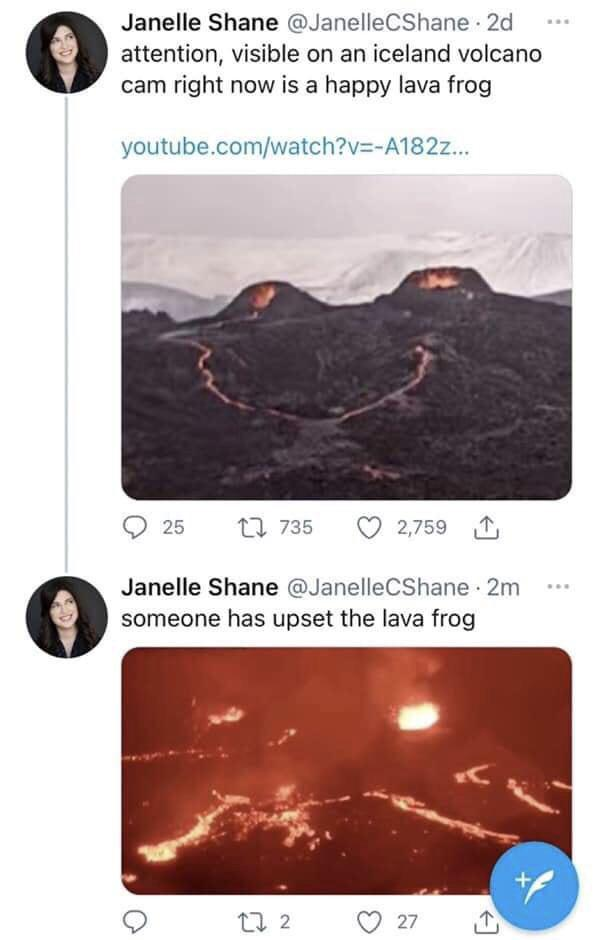 Janelle Shane @JanelleCShane · 2d
attention, visible on an iceland volcano
cam right now is a happy lava frog
youtube.com/watch?v=-A182z...
25 735 2,759
Janelle Shane @JanelleCShane · 2m
someone has upset the lava frog
2 27